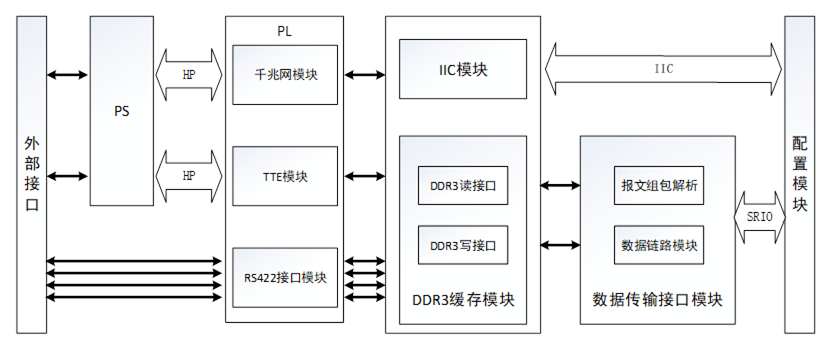 外部接口
PS
HP
HP
PL
千兆网模块
TTE模块
RS422接口模块
IIC模块
DDR3读接口
DDR3写接口
DDR3缓存模块
IIC
报文组包解析
数据链路模块
数据传输接口模块
SRIO
配置模块